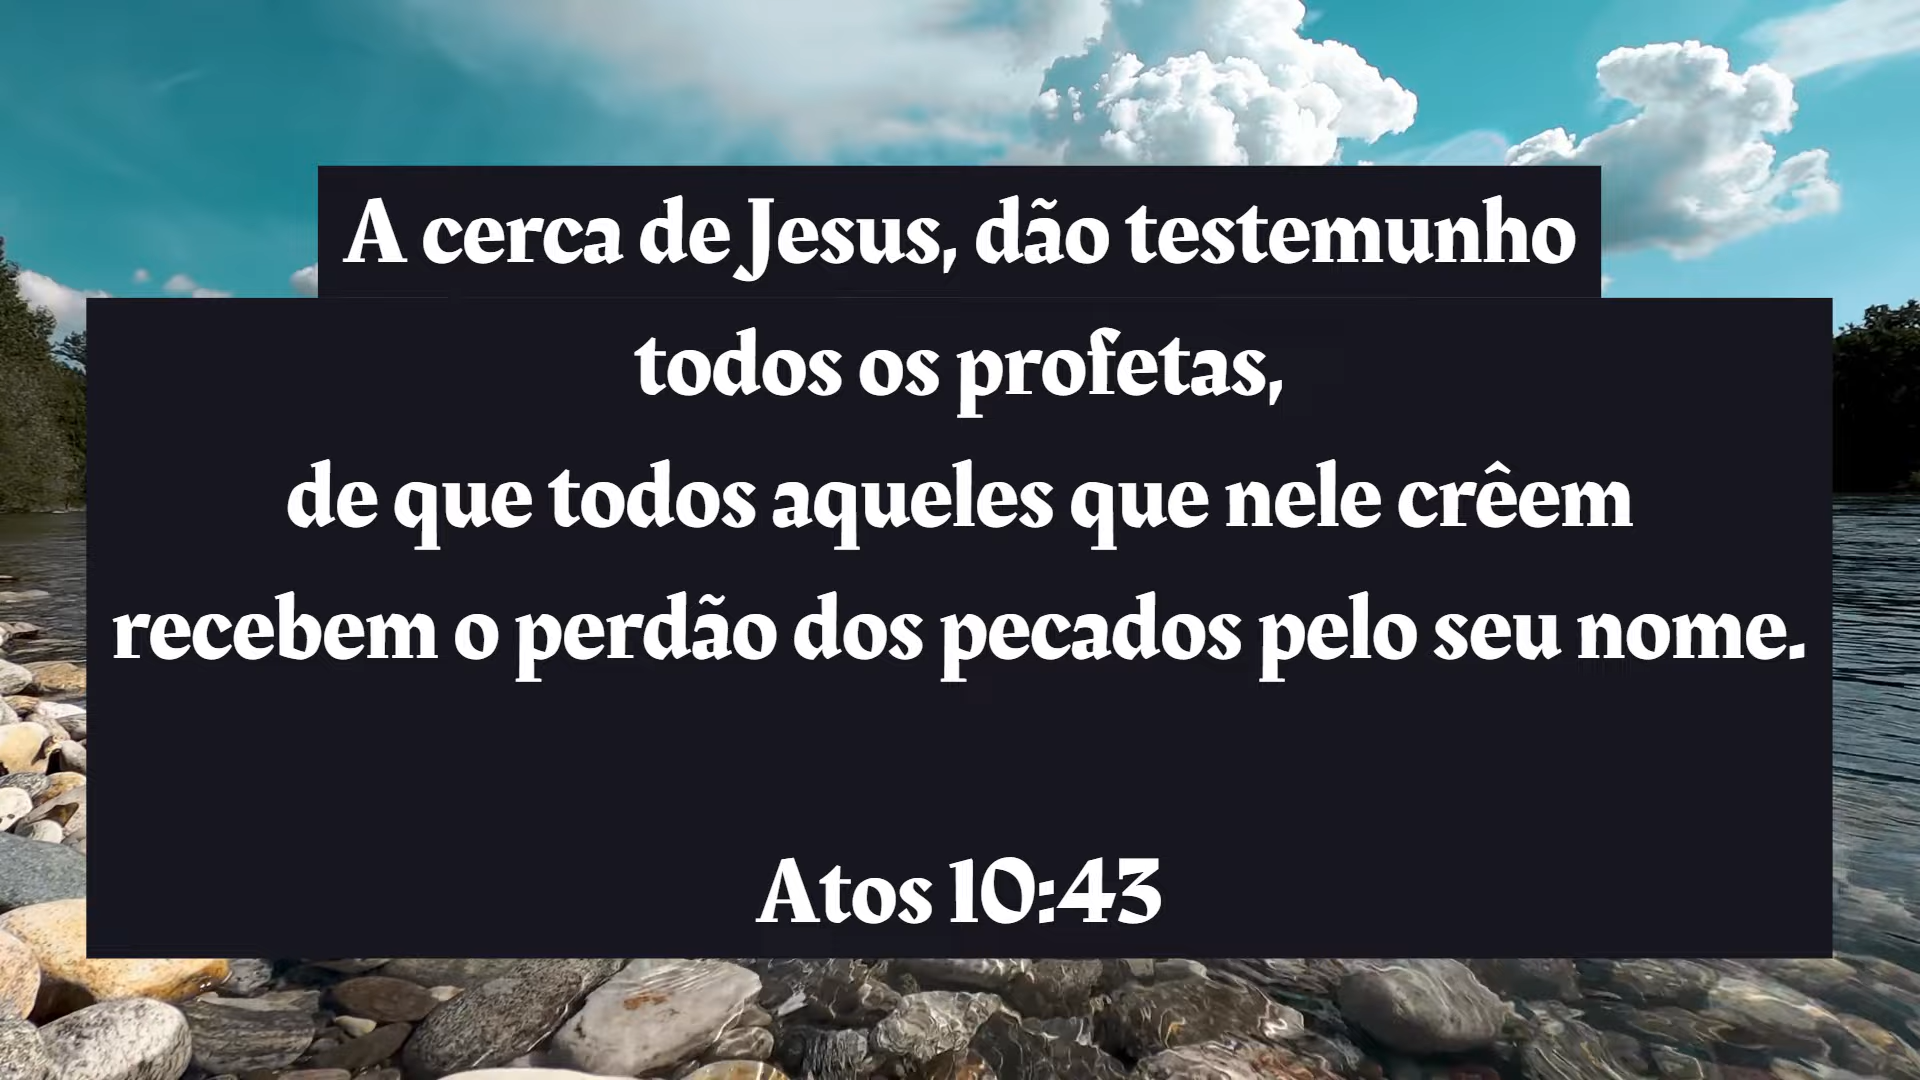 A cerca de Jesus, dão testemunho
todos os profetas,
de que todos aqueles que nele crêem
recebem o perdão dos pecados pelo seu nome.
Atos 10:43